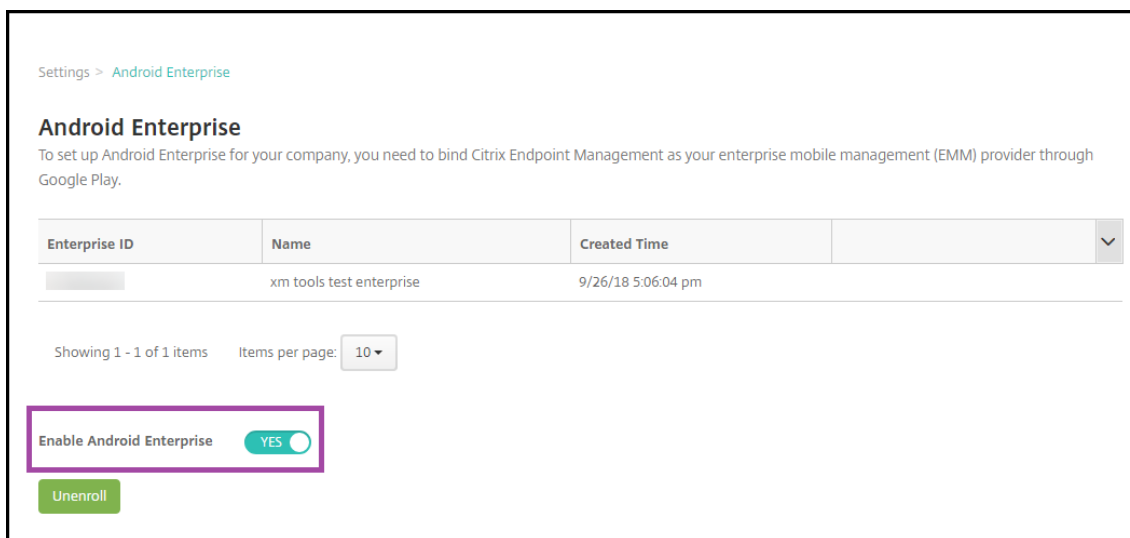 Settings > Android Enterprise
Android Enterprise
To set up Android Enterprise for your company, you need to bind Citrix Endpoint Management as your enterprise mobile management (EMM) provider through
Google Play.
Enterprise ID Name Created Time
xm tools test enterprise 9/26/18 5:06:04 pm
Showing 1 - 1 of 1 items Items per page: 10
Enable Android Enterprise YES
Unenroll